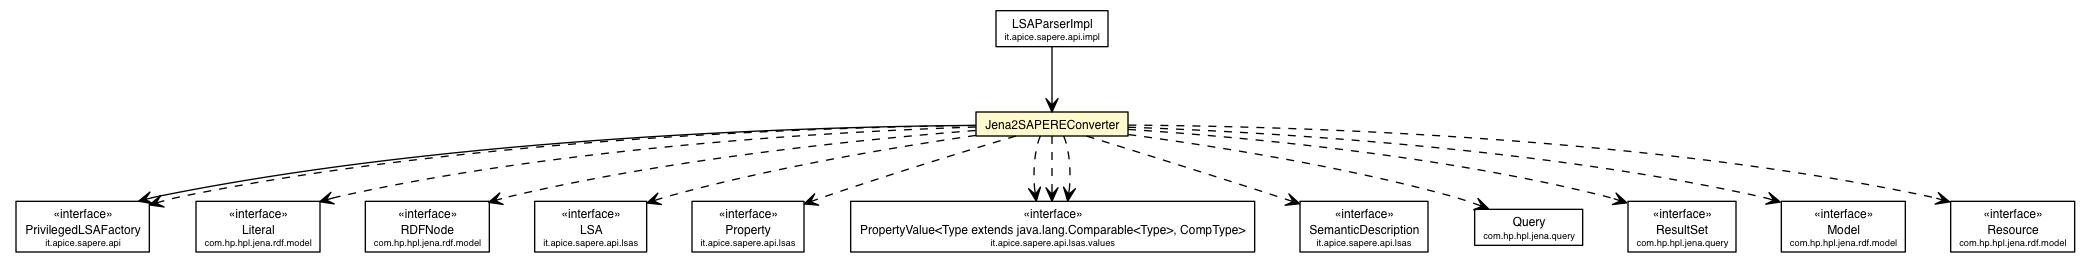 LSAParserImpl
it.apice.sapere.api.impl
Jena2SAPEREConverter
«interface»
PrivilegedLSAFactory
it.apice.sapere.api
«interface»
Literal
com.hp.hpl.jena.rdf.model
«interface»
RDFNode
com.hp.hpl.jena.rdf.model
«interface»
LSA
it.apice.sapere.api.lsas
«interface»
Property
it.apice.sapere.api.lsas
«interface»
PropertyValue<Type extends java.lang.Comparable<Type>, CompType>
it.apice.sapere.api.lsas.values
«interface»
SemanticDescription
it.apice.sapere.api.lsas
Query
com.hp.hpl.jena.query
«interface»
ResultSet
com.hp.hpl.jena.query
«interface»
Model
com.hp.hpl.jena.rdf.model
«interface»
Resource
com.hp.hpl.jena.rdf.model